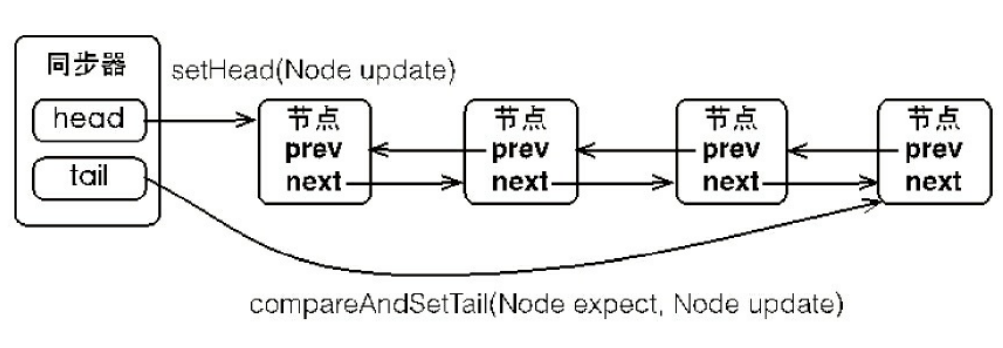 同步器
head
tail
setHead(Node update)
节点
prev
next
节点
prev
next
节点
prev
next
节点
prev
next
compareAndSetTail(Node expect, Node update)